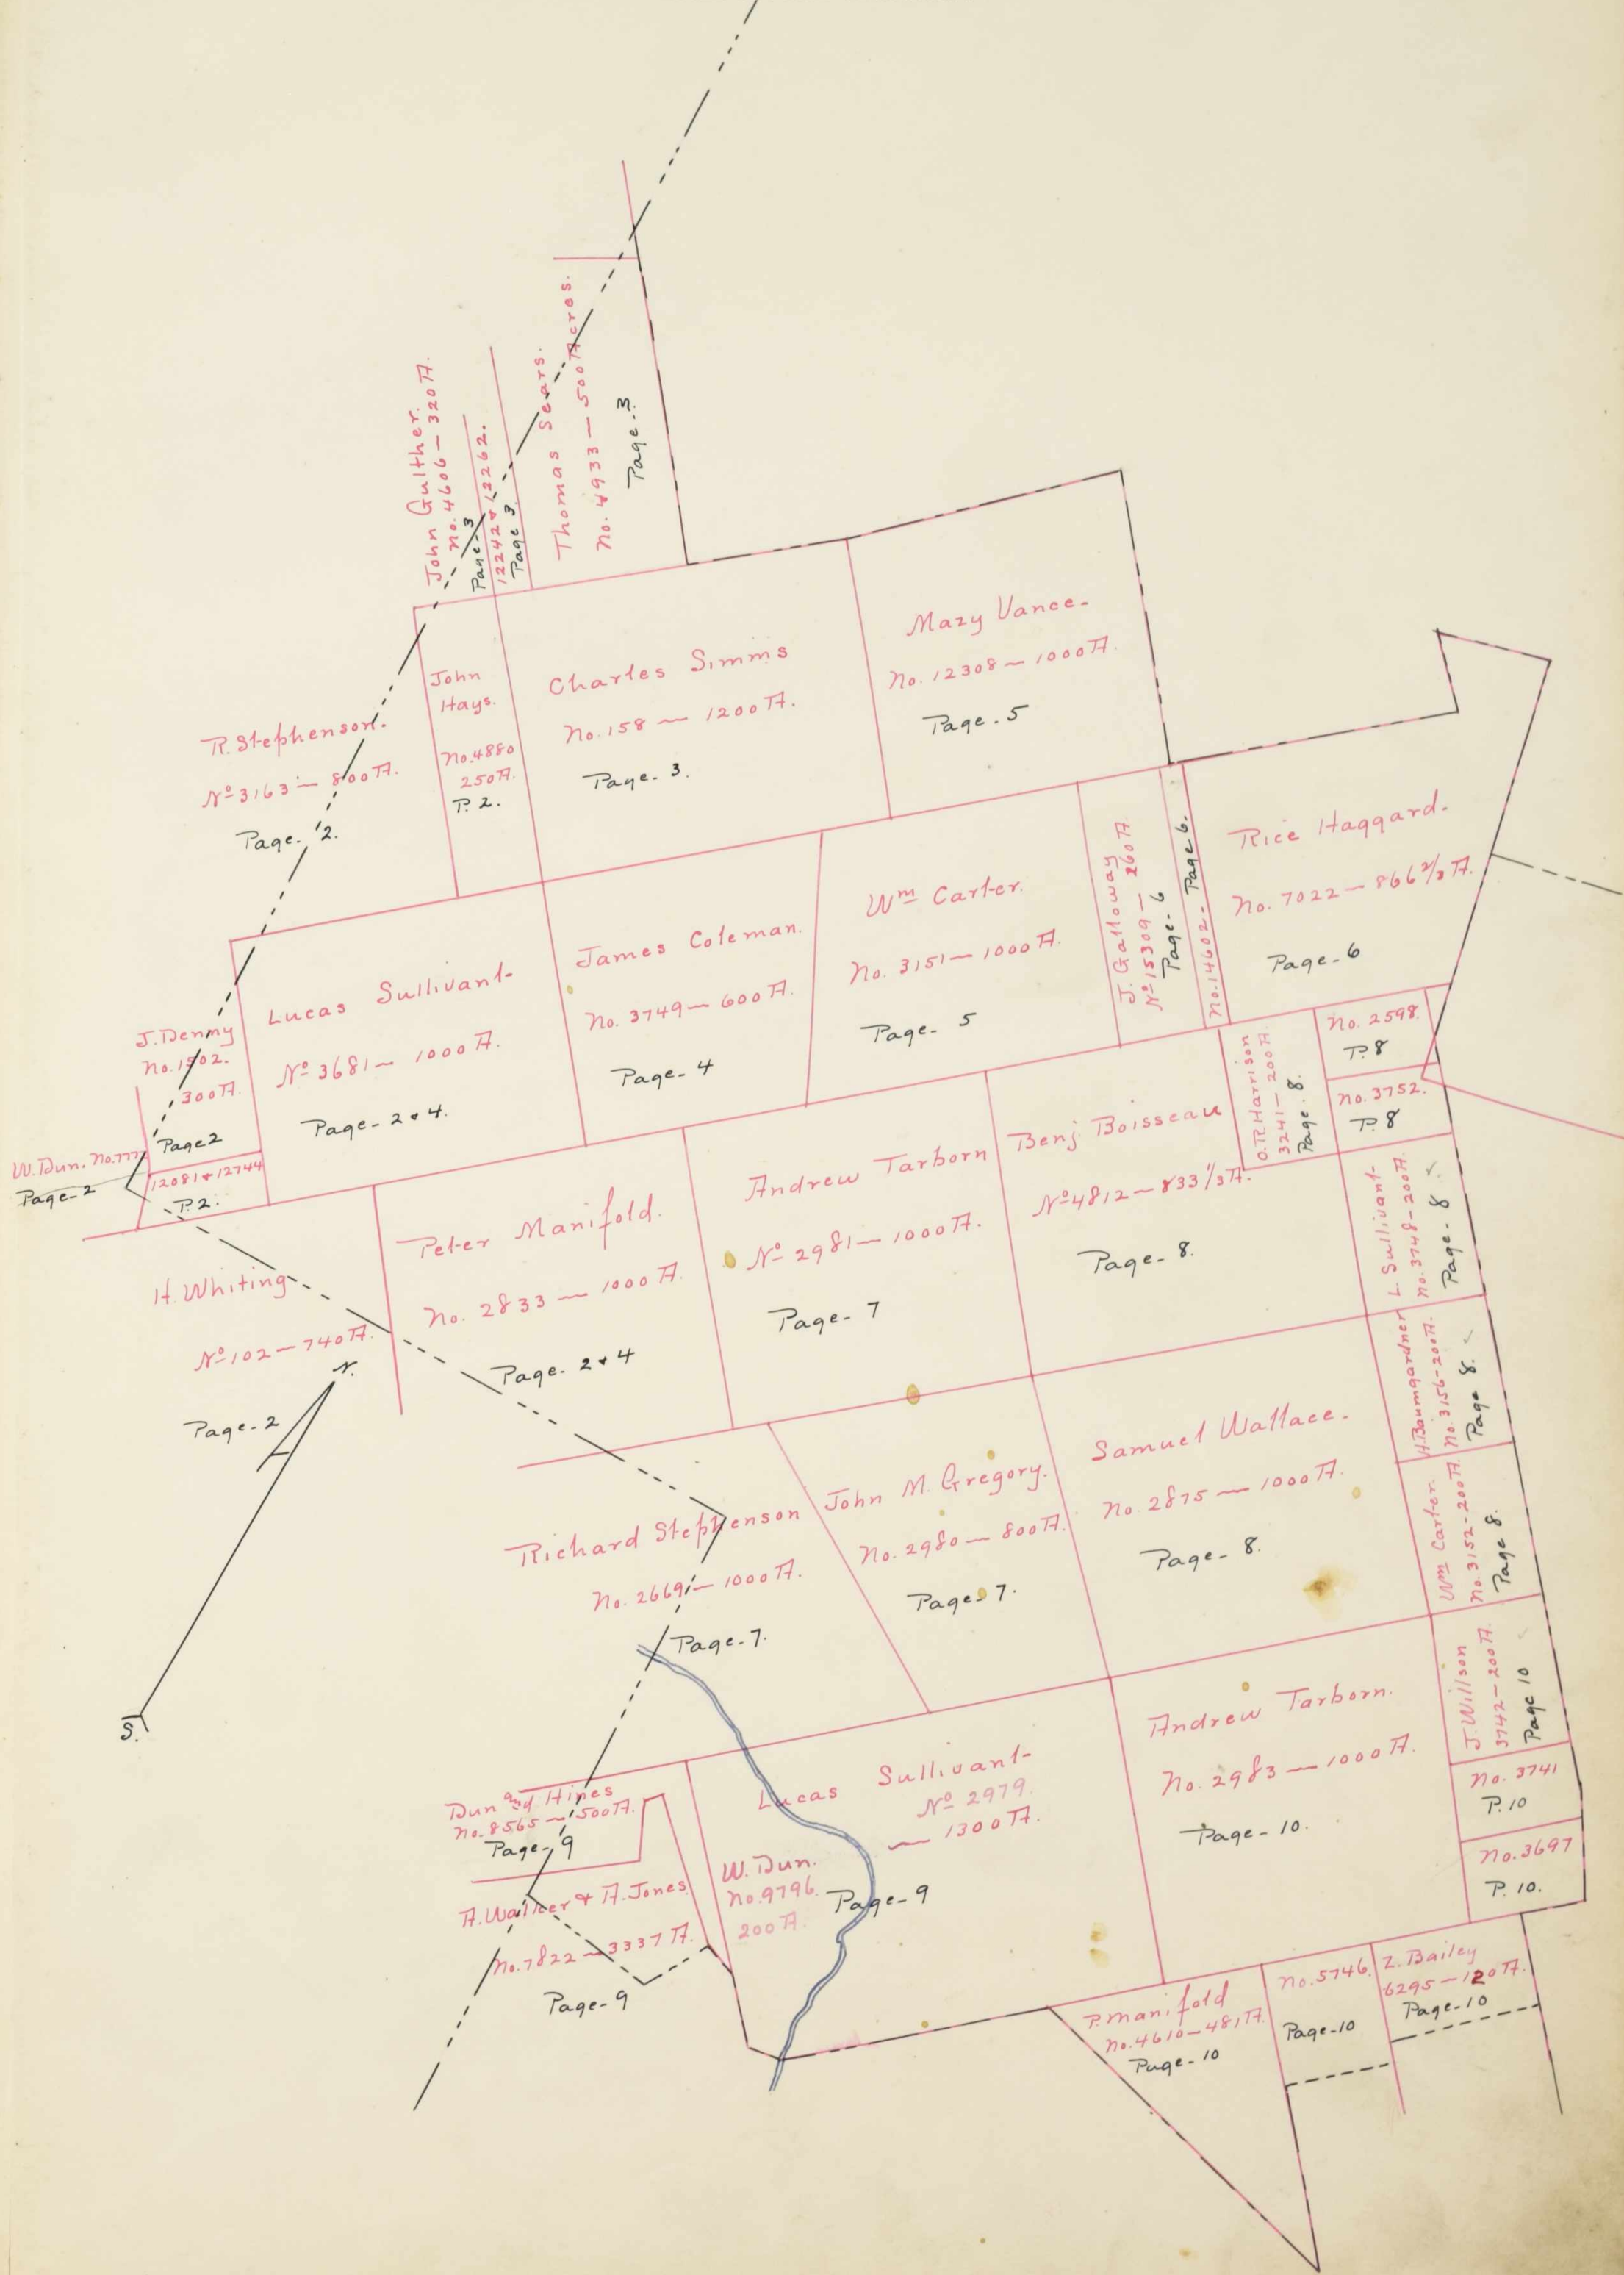 John Gulther.
No. 4606 — 320 A.
Page-3
12242 & 12262.
Page 3
Thomas Sears.
No. 4933 — 500 Acres.
Page-3
R. Stephenson.
No 3163 — 800 A.
Page. 2.
John
Hays.
No. 4880
250 A.
P. 2.
Charles Simms
No. 158 — 1200 A.
Page. 3.
Mary Vance-
No. 12308 — 1000 A.
Page. 5
J. Denny
No. 1502.
300 A.
Page 2
W. Dun. No. 777
Page-2
12081 & 12744
P. 2.
Lucas Sullivant-
No 3681 — 1000 A.
Page- 2 & 4.
James Coleman.
No. 3749 — 600 A.
Page- 4
Wm Carter.
No. 3151 — 1000 A.
Page- 5
J. Galloway
No 15309 — 260 A
Page- 6
No. 14602- Page 6.
Rice Haggard.
No. 7022 — 866 2/3 A.
Page- 6
O. R. Harrison
3241 — 200 A.
Page. 8.
No. 2598.
P. 8
No. 3752.
P. 8
H. Whiting
No 102 — 740 A.
Page-2
N.
S.
Peter Manifold.
No. 2833 — 1000 A.
Page. 2 & 4
Andrew Tarborn
No 2981 — 1000 A.
Page- 7
Benj. Boisseau
No 4812 — 833 1/3 A.
Page- 8.
L. Sullivant-
No. 3748 - 200 A.
Page- 8
H. Baumgardner
No. 3156 - 200 A.
Page 8.
Wm Carter.
No. 3152 - 200 A.
Page 8.
Richard Stephenson
No. 2669 — 1000 A.
Page-7.
John M. Gregory.
No. 2980 — 800 A.
Page- 7.
Samuel Wallace.
No. 2875 — 1000 A.
Page- 8.
Dun and Hines
No. 8565 — 500 A.
Page- 9
A. Walker & A. Jones
No. 7822 — 3337 A.
Page-9
W. Dun.
No. 9796.
200 A.
Lucas Sullivant-
No 2979.
— 1300 A.
Page-9
Andrew Tarborn.
No. 2983 — 1000 A.
Page-10.
J. Willson
3742 — 200 A.
Page 10
No. 3741
P. 10
No. 3697
P. 10.
P. Manifold
No. 4610 — 481 A.
Page-10
No. 5746.
Page-10
Z. Bailey
6295 — 120 A.
Page-10